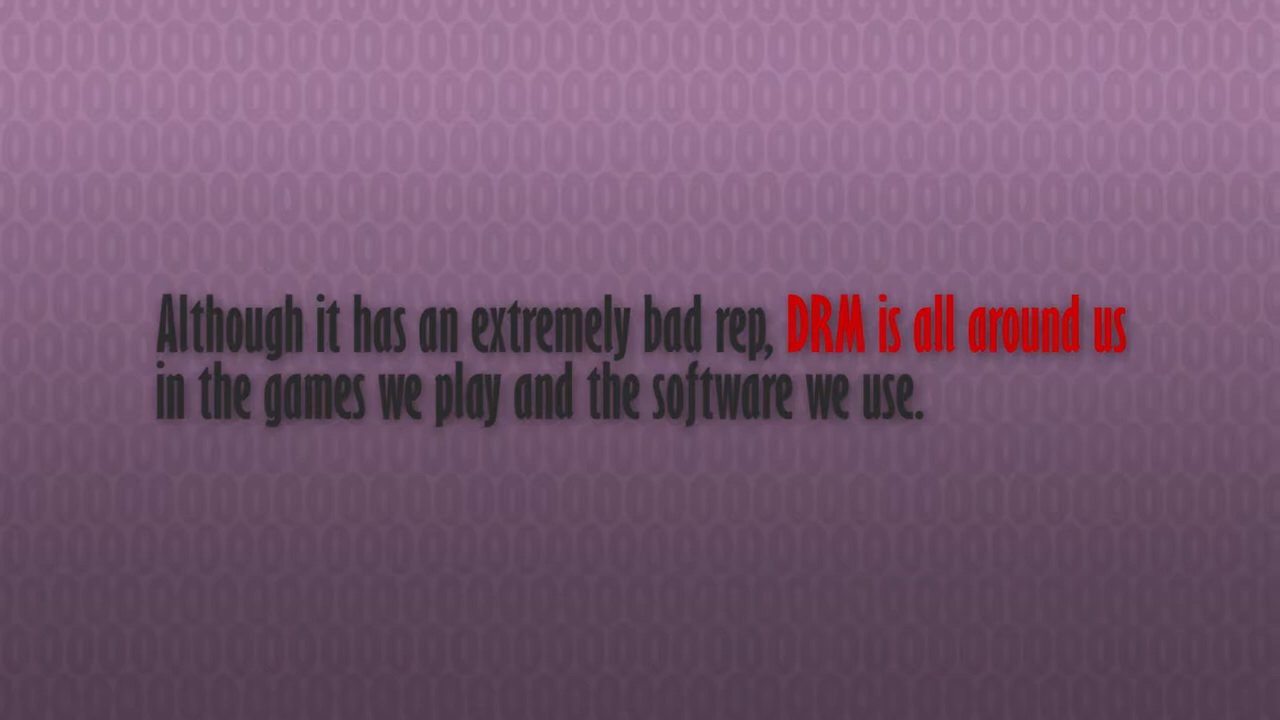 Although it has an extremely bad rep, DRM is all around us
in the games we play and the software we use.